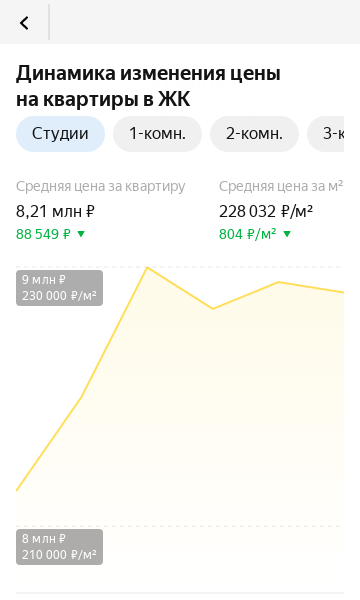 Динамика изменения цены
на квартиры в ЖК
Студии
1-комн.
2-комн.
3-к
Средняя цена за квартиру
Средняя цена за м²
8,21 млн ₽
228 032 ₽/м²
88 549 ₽ ▼
804 ₽/м² ▼
9 млн ₽
230 000 ₽/м²
8 млн ₽
210 000 ₽/м²